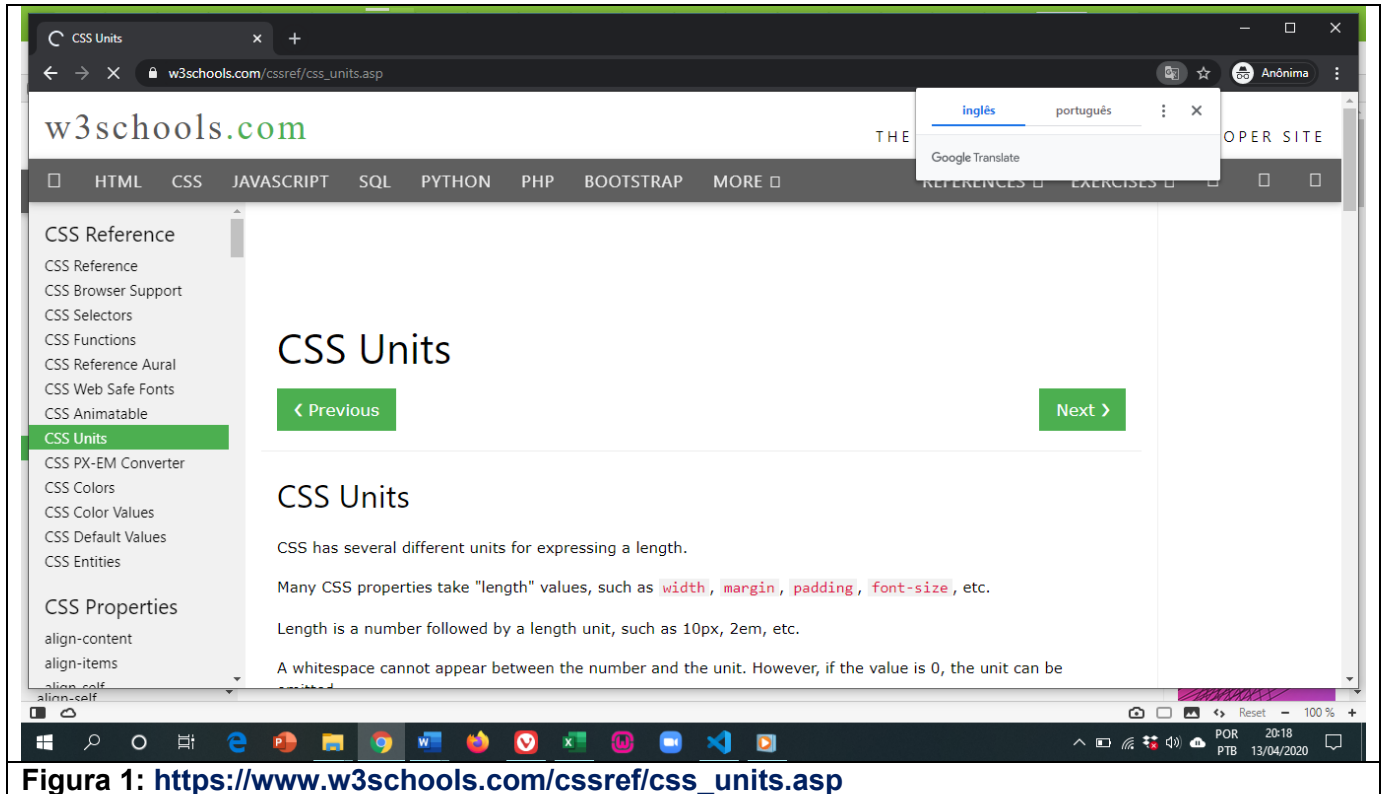 CSS Units
w3schools.com/cssref/css_units.asp
Anônima
w3schools.com
THE
OPER SITE
inglês português
Google Translate
HTML CSS JAVASCRIPT SQL PYTHON PHP BOOTSTRAP MORE REFERENCES EXERCISES
CSS Reference
CSS Reference
CSS Browser Support
CSS Selectors
CSS Functions
CSS Reference Aural
CSS Web Safe Fonts
CSS Animatable
CSS Units
CSS PX-EM Converter
CSS Colors
CSS Color Values
CSS Default Values
CSS Entities
CSS Properties
align-content
align-items
align-self
align-self
CSS Units
❮ Previous
Next ❯
CSS Units
CSS has several different units for expressing a length.
Many CSS properties take "length" values, such as width, margin, padding, font-size, etc.
Length is a number followed by a length unit, such as 10px, 2em, etc.
A whitespace cannot appear between the number and the unit. However, if the value is 0, the unit can be
Reset - 100 % +
POR 20:18
PTB 13/04/2020
Figura 1: https://www.w3schools.com/cssref/css_units.asp